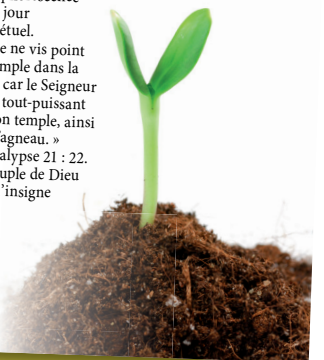 jour
étuel.
e ne vis point
mple dans la
car le Seigneur
tout-puissant
on temple, ainsi
'agneau. »
alypse 21 : 22.
uple de Dieu
'insigne